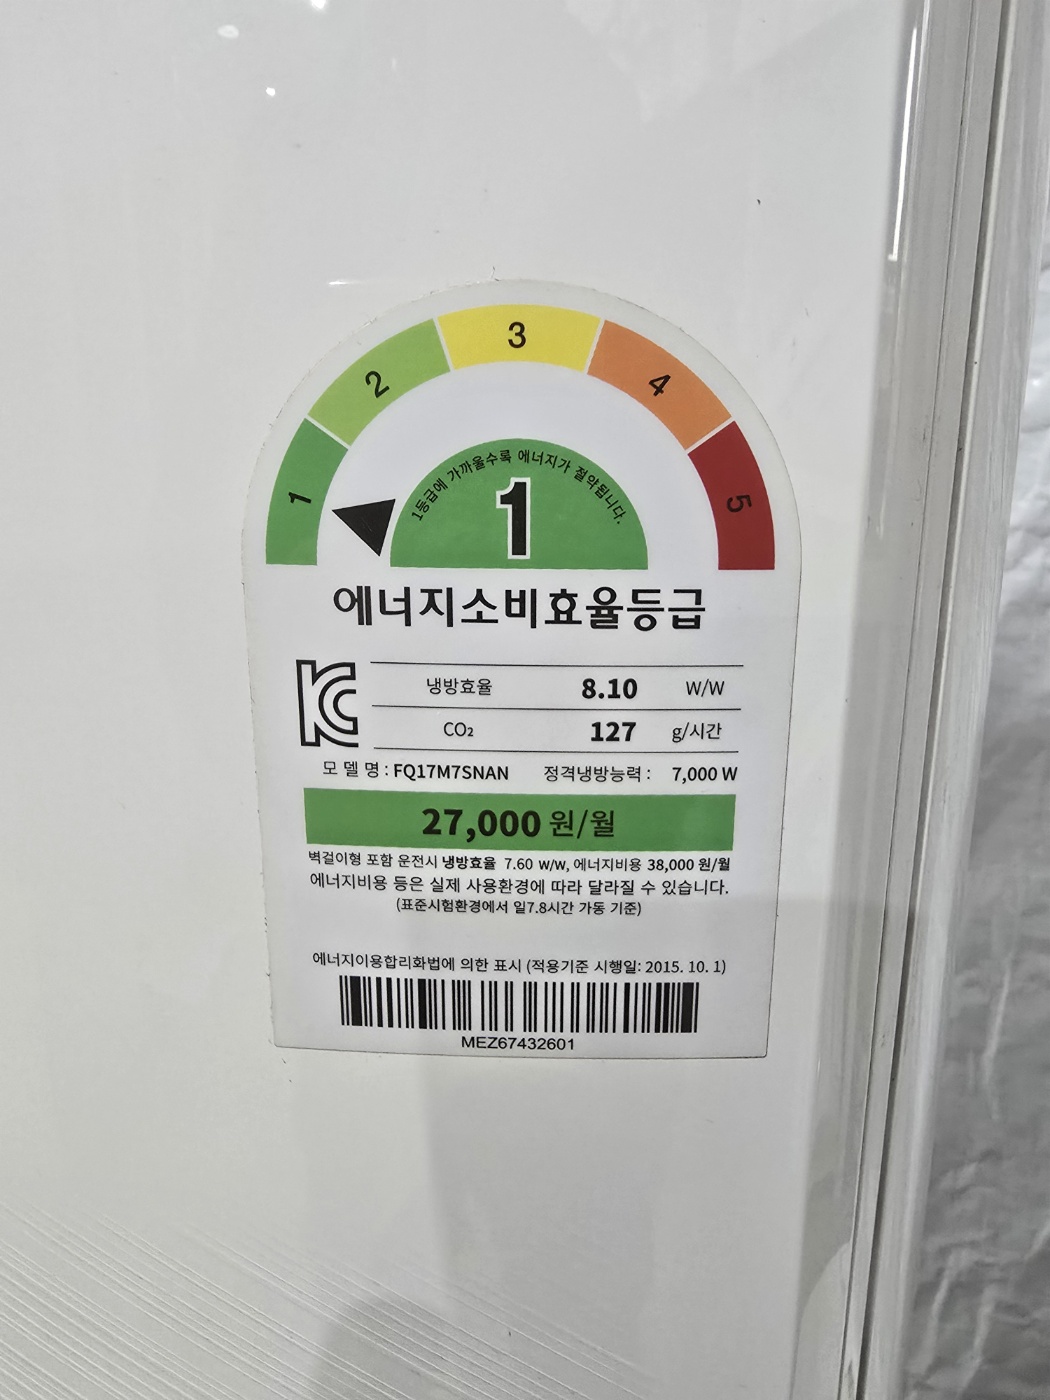 1 2 3 4 5
1등급에 가까울수록 에너지가 절약됩니다.
1
에너지소비효율등급
냉방효율 8.10 W/W
CO₂ 127 g/시간
모 델 명 : FQ17M7SNAN 정격냉방능력 : 7,000 W
27,000 원/월
벽걸이형 포함 운전시 냉방효율 7.60 W/W, 에너지비용 38,000 원/월
에너지비용 등은 실제 사용환경에 따라 달라질 수 있습니다.
(표준시험환경에서 일7.8시간 가동 기준)
에너지이용합리화법에 의한 표시 (적용기준 시행일: 2015. 10. 1)
MEZ67432601